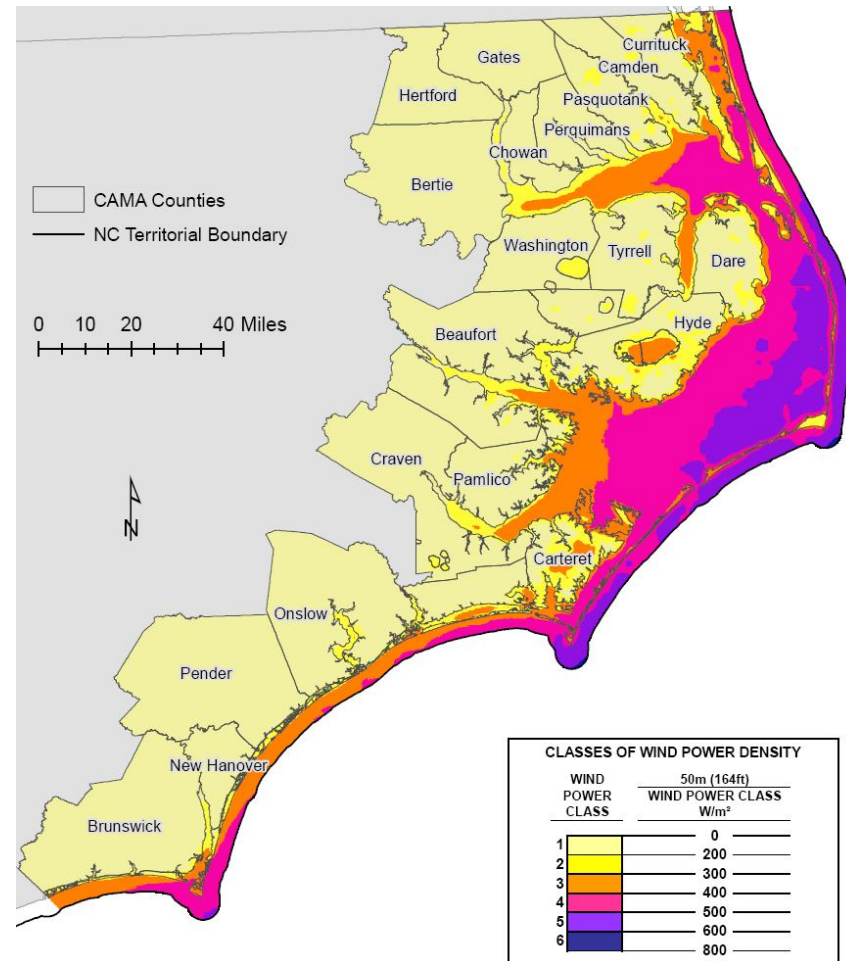 Currituck
Gates
Camden
Hertford
Pasquotank
Perquimans
Chowan
Bertie
CAMA Counties
NC Territorial Boundary
Washington
Tyrrell
Dare
0 10 20 40 Miles
Hyde
Beaufort
Craven
Pamlico
N
Carteret
Onslow
Pender
New Hanover
Brunswick
CLASSES OF WIND POWER DENSITY
WIND POWER CLASS
50m (164ft)
WIND POWER CLASS
W/m²
0
1
200
2
300
3
400
4
500
5
600
6
800